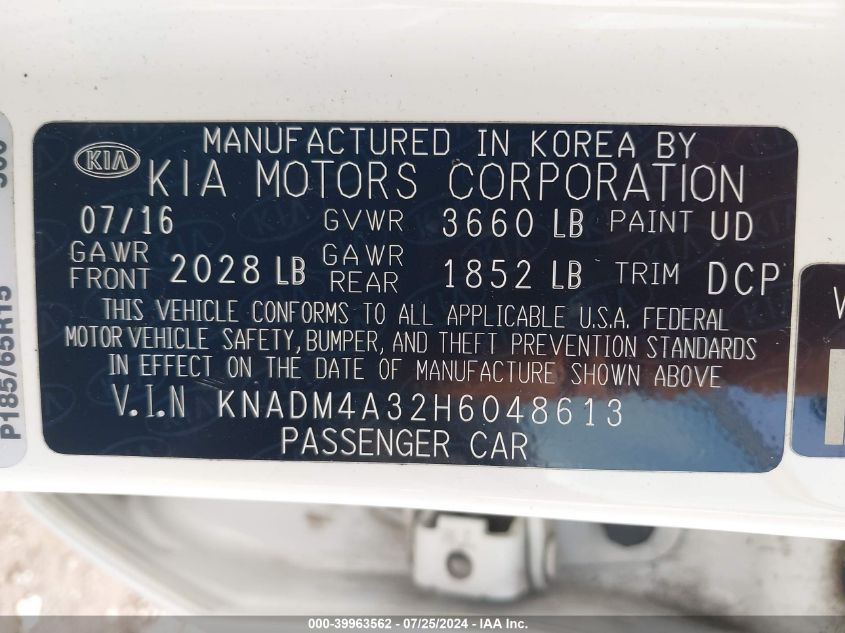 MANUFACTURED IN KOREA BY
KIA KIA MOTORS CORPORATION
07/16 GVWR 3660 LB PAINT UD
GAWR FRONT 2028 LB GAWR REAR 1852 LB TRIM DCP
THIS VEHICLE CONFORMS TO ALL APPLICABLE U.S.A. FEDERAL
MOTOR VEHICLE SAFETY, BUMPER, AND THEFT PREVENTION STANDARDS
IN EFFECT ON THE DATE OF MANUFACTURE SHOWN ABOVE
V.I.N KNADM4A32H6048613
PASSENGER CAR
P185/65R15
000-39963562 - 07/25/2024 - IAA Inc.